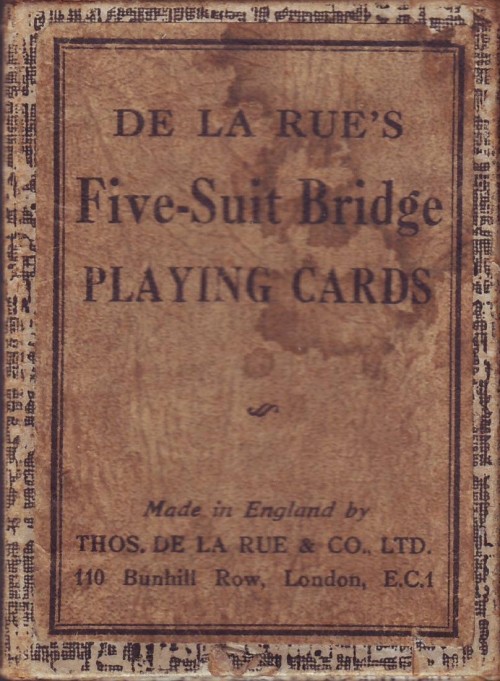 DE LA RUE'S
Five-Suit Bridge
PLAYING CARDS
Made in England by
THOS. DE LA RUE & CO., LTD.
110 Bunhill Row, London, E.C.1